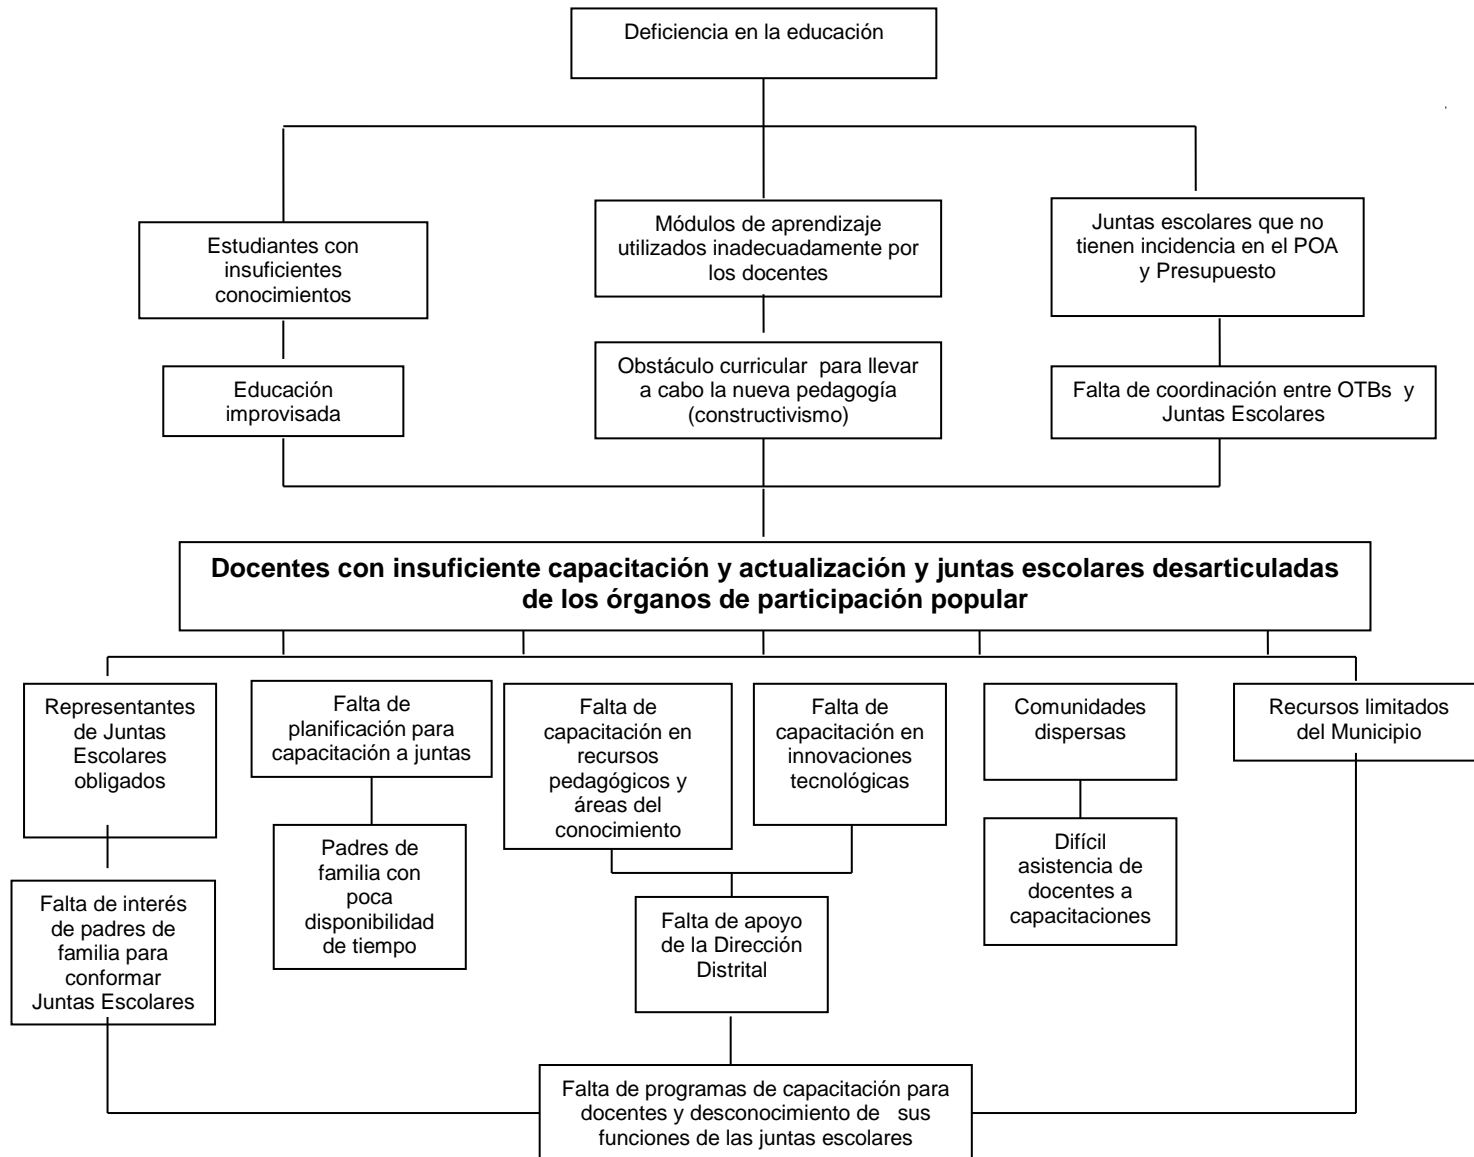 Deficiencia en la educación
Estudiantes con
insuficientes
conocimientos
Módulos de aprendizaje
utilizados inadecuadamente por
los docentes
Juntas escolares que no
tienen incidencia en el POA
y Presupuesto
Educación
improvisada
Obstáculo curricular para llevar
a cabo la nueva pedagogía
(constructivismo)
Falta de coordinación entre OTBs y
Juntas Escolares
Docentes con insuficiente capacitación y actualización y juntas escolares desarticuladas
de los órganos de participación popular
Representantes
de Juntas
Escolares
obligados
Falta de
planificación para
capacitación a juntas
Falta de
capacitación en
recursos
pedagógicos y
áreas del
conocimiento
Falta de
capacitación en
innovaciones
tecnológicas
Comunidades
dispersas
Recursos limitados
del Municipio
Falta de interés
de padres de
familia para
conformar
Juntas Escolares
Padres de
familia con
poca
disponibilidad
de tiempo
Falta de apoyo
de la Dirección
Distrital
Difícil
asistencia de
docentes a
capacitaciones
Falta de programas de capacitación para
docentes y desconocimiento de sus
funciones de las juntas escolares